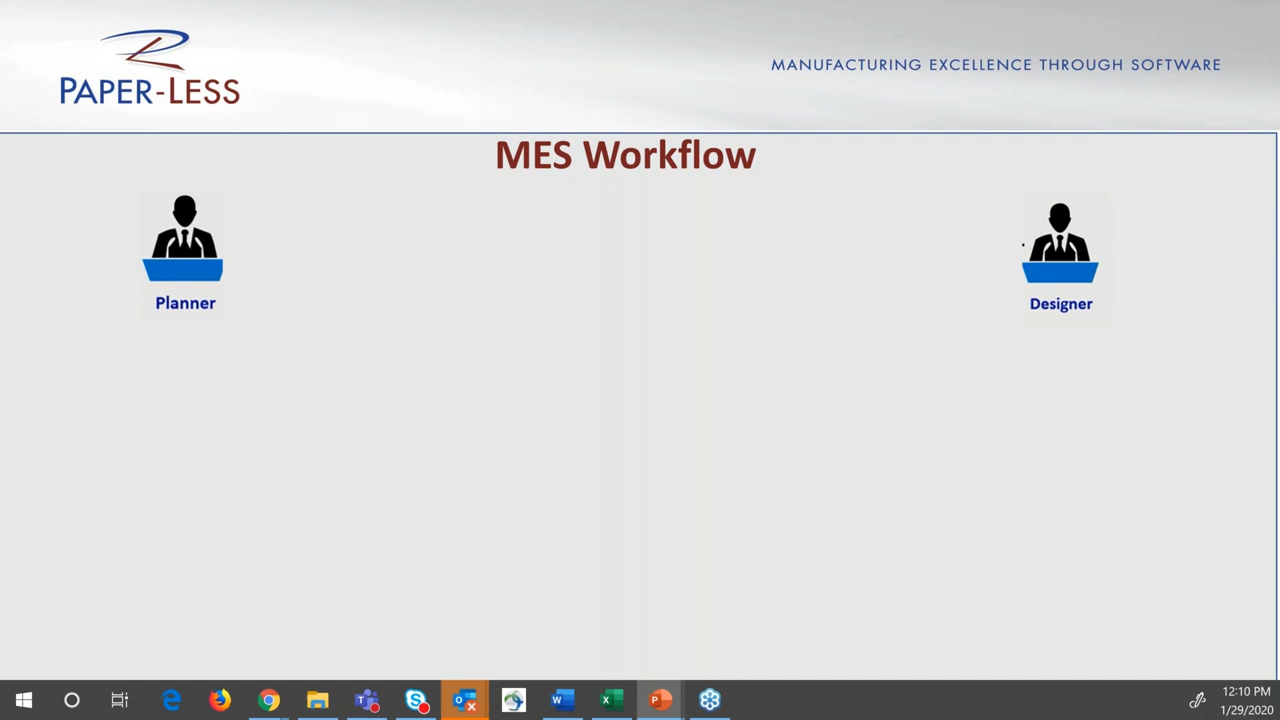 PAPER-LESS
MANUFACTURING EXCELLENCE THROUGH SOFTWARE
MES Workflow
Planner
Designer
12:10 PM
1/29/2020